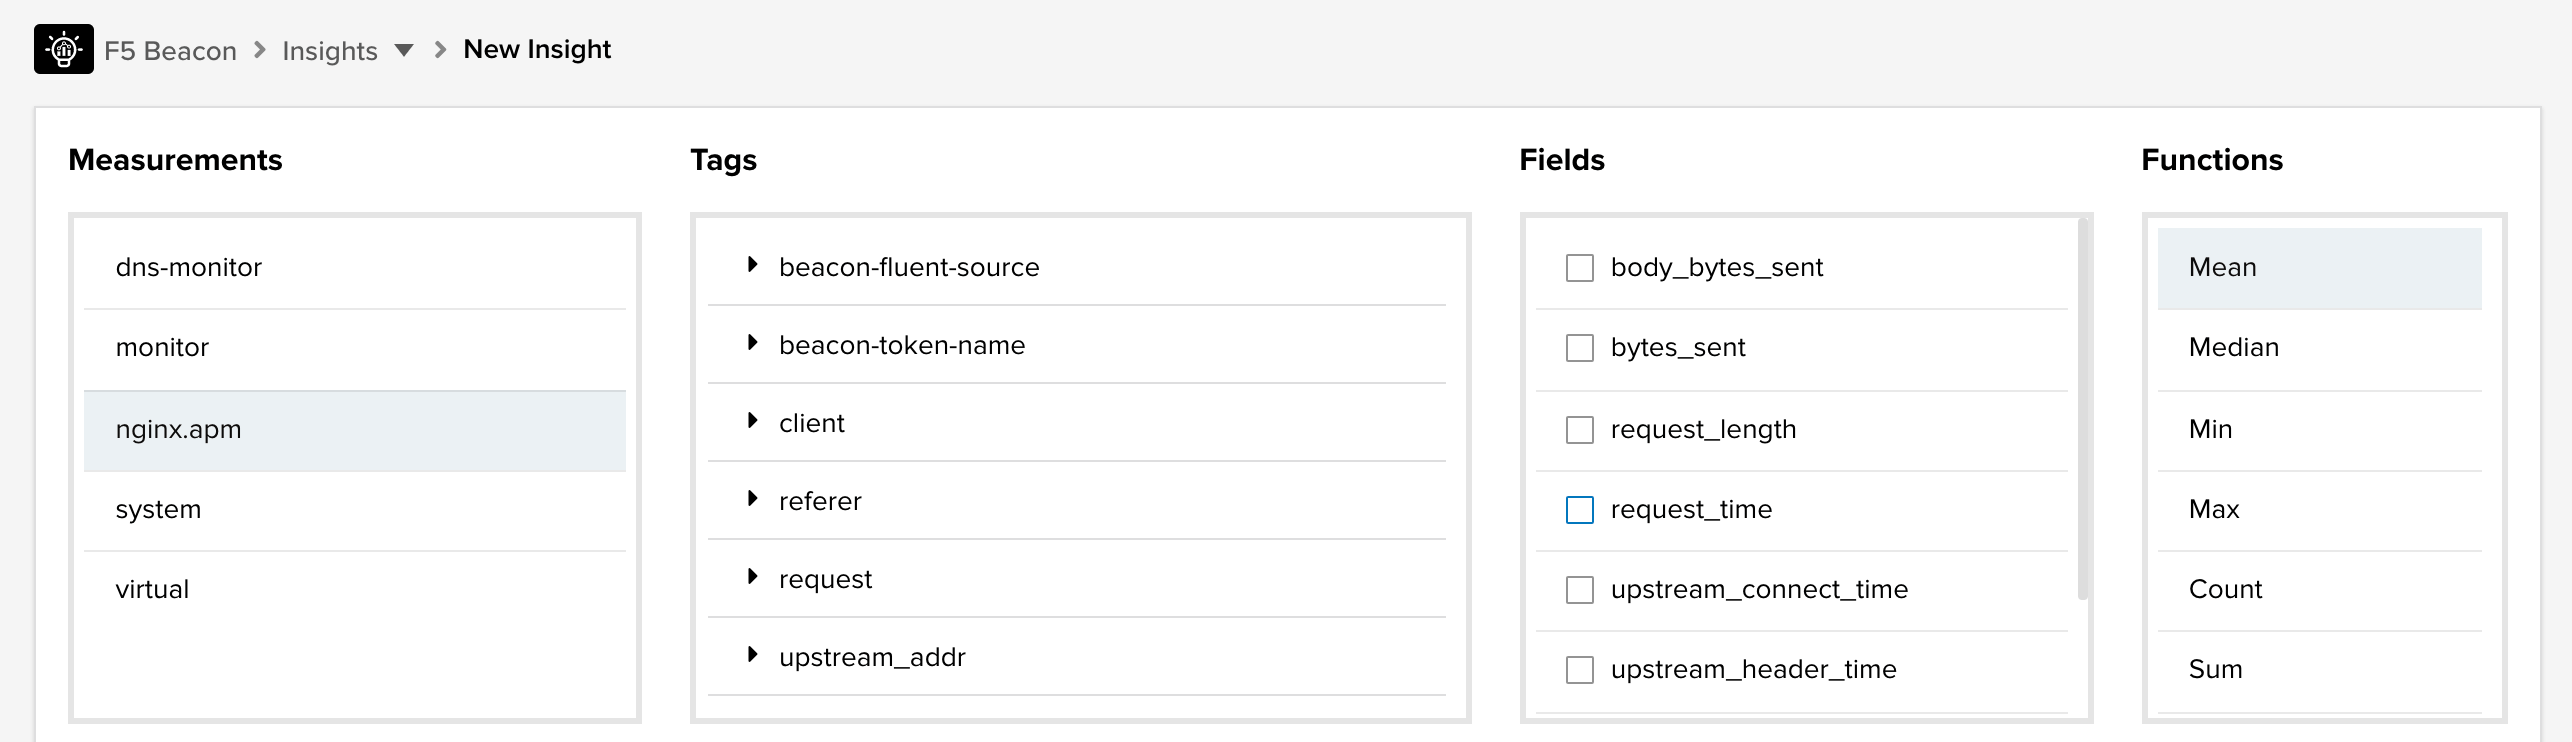 F5 Beacon > Insights > New Insight
Measurements
dns-monitor
monitor
nginx.apm
system
virtual
Tags
beacon-fluent-source
beacon-token-name
client
referer
request
upstream_addr
Fields
body_bytes_sent
bytes_sent
request_length
request_time
upstream_connect_time
upstream_header_time
Functions
Mean
Median
Min
Max
Count
Sum